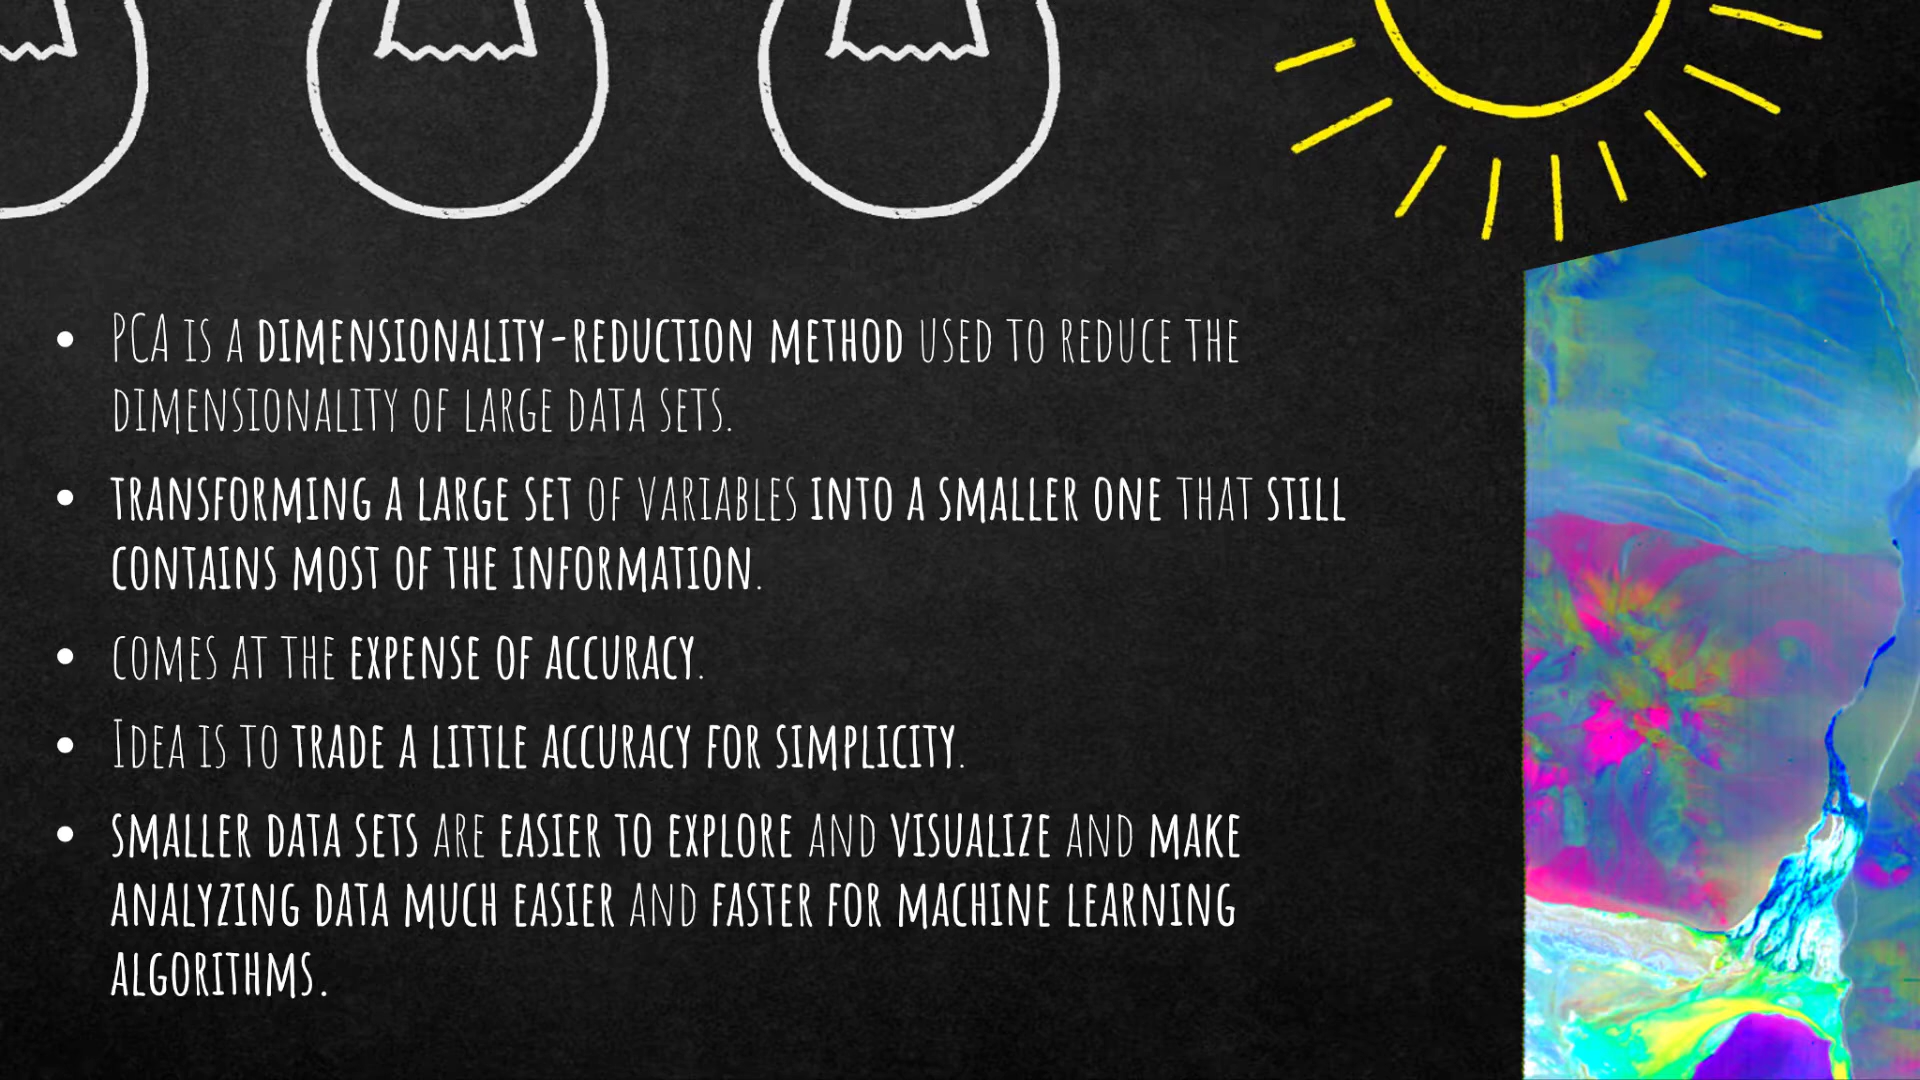 • PCA is a dimensionality-reduction method used to reduce the
dimensionality of large data sets.
• transforming a large set of variables into a smaller one that still
contains most of the information.
• comes at the expense of accuracy.
• Idea is to trade a little accuracy for simplicity.
• smaller data sets are easier to explore and visualize and make
analyzing data much easier and faster for machine learning
algorithms.